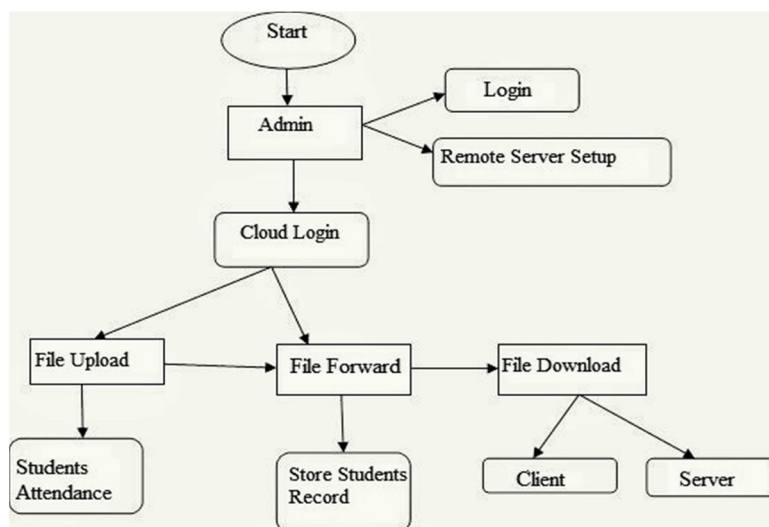 Start
Login
Admin
Remote Server Setup
Cloud Login
File Upload
File Forward
File Download
Students
Attendance
Store Students
Record
Client
Server